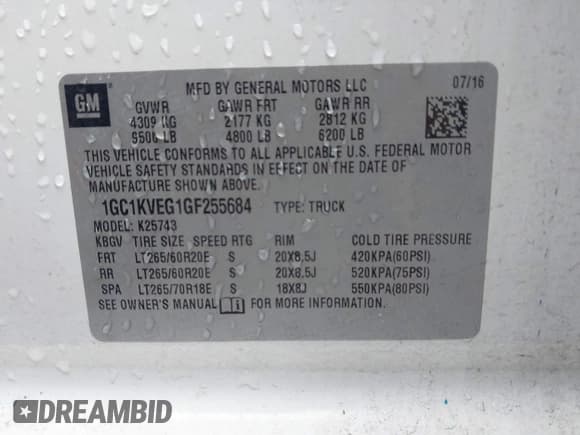 GM
MFD BY GENERAL MOTORS LLC 07/16
GVWR GAWR FRT GAWR RR
4309 KG 2177 KG 2812 KG
9500 LB 4800 LB 6200 LB
THIS VEHICLE CONFORMS TO ALL APPLICABLE U.S. FEDERAL MOTOR
VEHICLE SAFETY STANDARDS IN EFFECT ON THE DATE OF
MANUFACTURE SHOWN ABOVE.
1GC1KVEG1GF255684 TYPE: TRUCK
MODEL: K25743
KBGV TIRE SIZE SPEED RTG RIM
FRT LT265/60R20E S 20X8.5J 420KPA(60PSI)
RR LT265/60R20E S 20X8.5J 520KPA(75PSI)
SPA LT265/70R18E S 18X8J 550KPA(80PSI)
SEE OWNER'S MANUAL FOR MORE INFORMATION.
DREAMBID